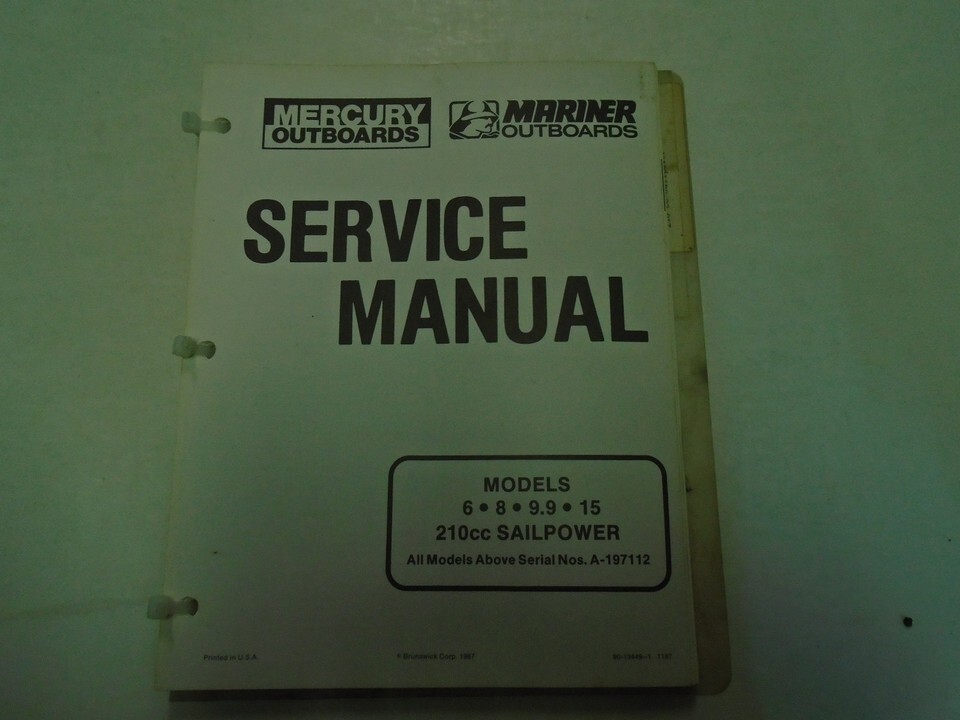 MERCURY
OUTBOARDS
MARINER
OUTBOARDS
SERVICE
MANUAL
MODELS
6 • 8 • 9.9 • 15
210cc SAILPOWER
All Models Above Serial Nos. A-197112
Printed in U.S.A.
Brunswick Corp. 1987